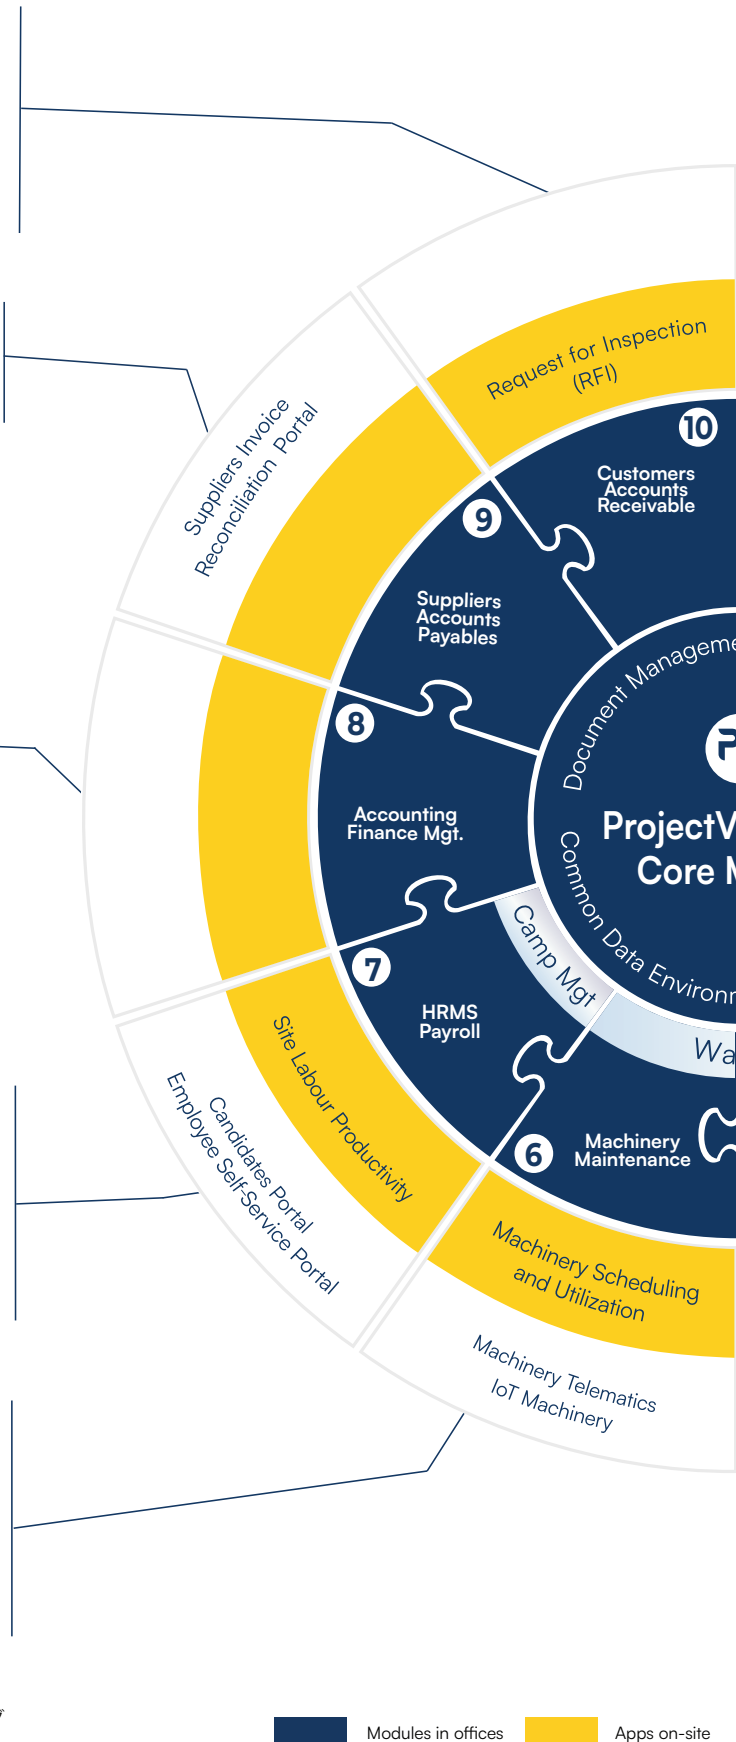 Request for Inspection
(RFI)
10
Customers
Accounts
Receivable
Suppliers Invoice
Reconciliation Portal
9
Suppliers
Accounts
Payables
Document
8
Accounting
Finance Mgt.
ProjectV
Core M
Common Data
Camp Mgt
7
HRMS
Payroll
Wa
Site Labour Productivity
Candidates Portal
Employee Self-Service Portal
6
Machinery
Maintenance
Machinery Scheduling
and Utilization
Machinery Telematics
IoT Machinery
Modules in offices
Apps on-site